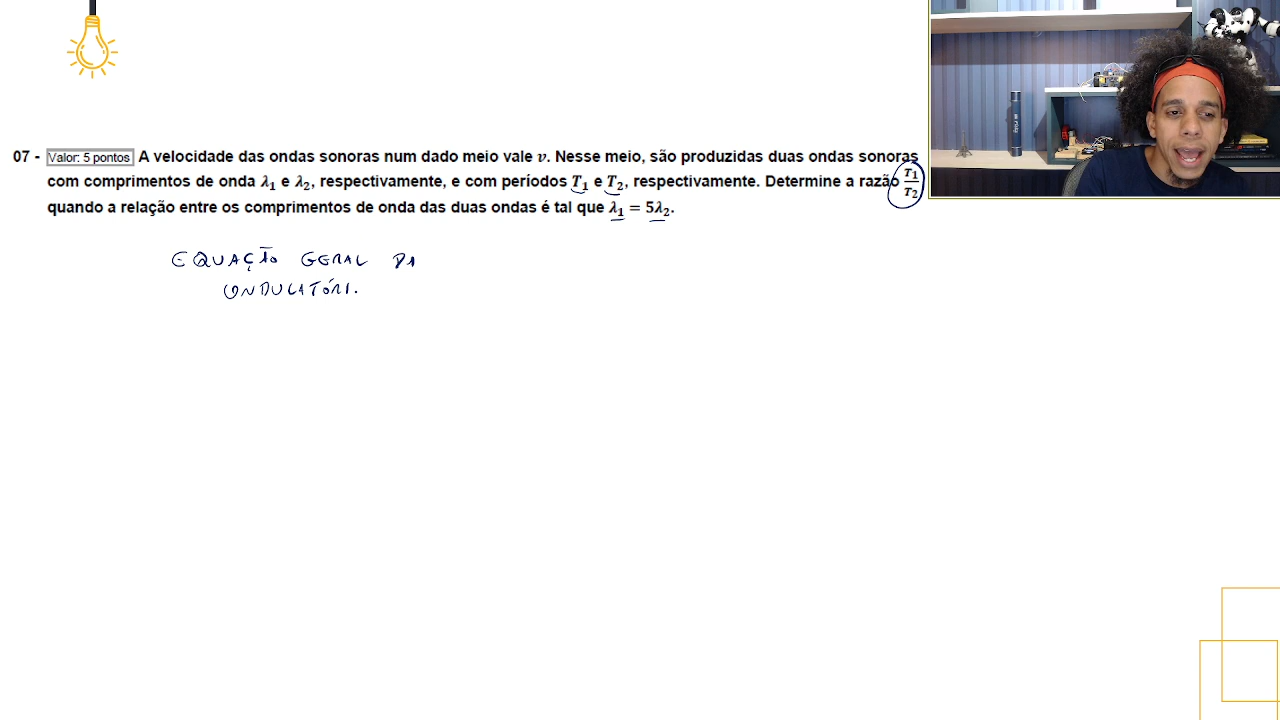 07 - Valor: 5 pontos A velocidade das ondas sonoras num dado meio vale v. Nesse meio, são produzidas duas ondas sonoras
com comprimentos de onda λ₁ e λ₂, respectivamente, e com períodos T₁ e T₂, respectivamente. Determine a razão T₁/T₂
quando a relação entre os comprimentos de onda das duas ondas é tal que λ₁ = 5λ₂.
EQUAÇÃO GERAL DA
ONDULATÓRI.